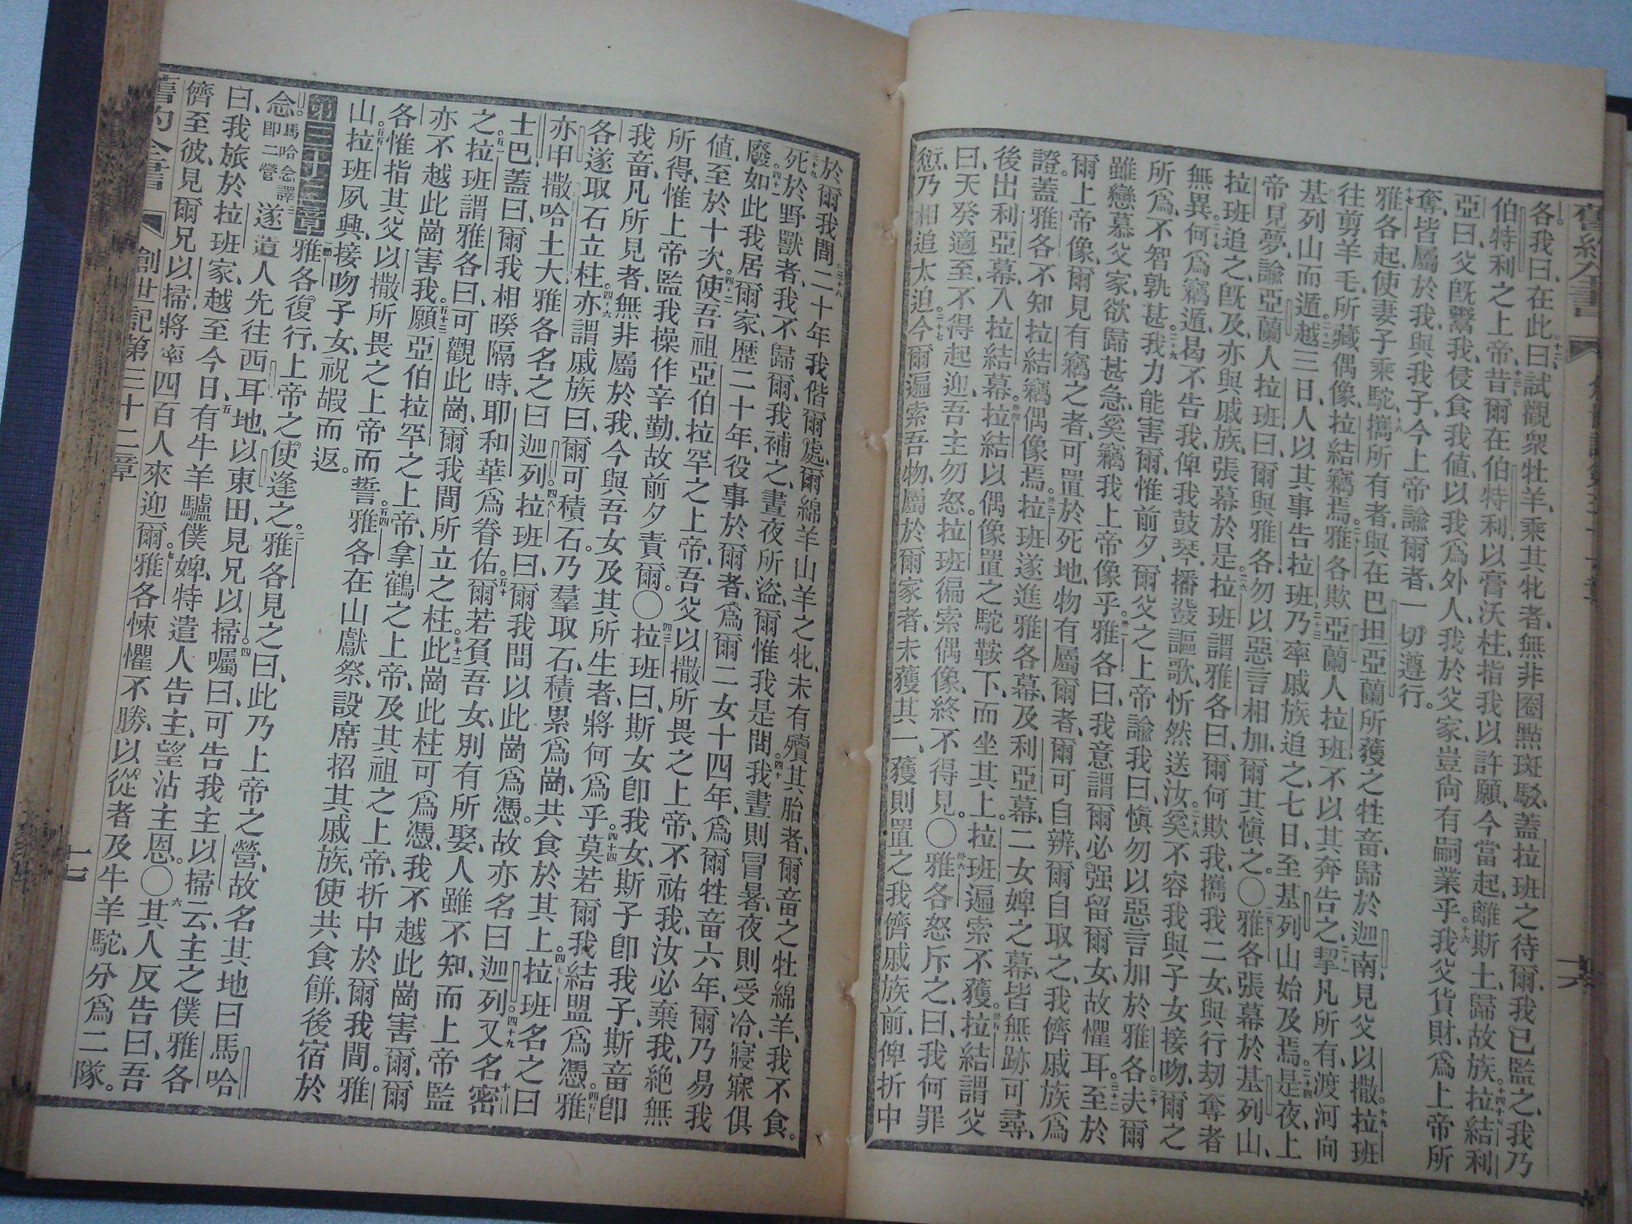 各、我曰、在此、曰、試觀衆牡羊、乘其牝者、無非圈點斑駁、蓋拉班之待爾、我已監之、我乃
伯特利之上帝、昔爾在伯特利、以膏沃柱、指我以許願、今當起、離斯土、歸故族。拉結利
亞曰、父旣鬻我、侵食我値、以我爲外人、我於父家、豈尙有嗣業乎、我父貨財、爲上帝所
奪、皆屬於我、與我子、今上帝諭爾者、一切遵行。
雅各起、使妻子乘駝、攜所有者、與在巴坦亞蘭所獲之牲畜、歸於迦南、見父以撒。拉班
往剪羊毛、所藏偶像、拉結竊焉。雅各欺亞蘭人拉班、不以其奔告之、挈凡所有、渡河向
基列山而遁、越三日、人以其事告拉班、乃率戚族追之、七日、至基列山始及焉、是夜、上
帝見夢、諭亞蘭人拉班曰、爾與雅各、勿以惡言相加、爾其愼之。〇雅各張幕於基列山、
拉班追之、旣及、亦與戚族、張幕於是。拉班謂雅各曰、爾何欺我、攜我二女、與行劫奪者
無異、何爲竊遁、曷不告我、俾我鼓琴、播鼗謳歌、忻然送汝、奚不容我與子女接吻、爾之
所爲、不智孰甚、我力能害爾、惟前夕、爾父之上帝諭我曰、愼勿以惡言加於雅各、夫爾
雖戀慕父家、欲歸甚急、奚竊我上帝像乎。雅各曰、我意謂爾必強留爾女、故懼耳、至於
爾上帝像、爾見有竊之者、可置於死地、物有屬爾者、爾可自辨、爾自取之、我儕戚族、爲
證、蓋雅各不知拉結竊偶像焉。拉班遂進雅各幕、及利亞幕、二女婢之幕、皆無跡可尋、
後出利亞幕、入拉結幕、拉結以偶像置之駝鞍下、而坐其上。拉班遍索不獲、拉結謂父
曰、天癸適至、不得起迎、吾主勿怒。拉班徧索偶像、終不得見。〇雅各怒斥之曰、我何罪
愆、乃相追太迫、今爾遍索吾物、屬於爾家者、未獲其一、獲則置之我儕戚族前、俾折中
於爾我間、二十年我偕爾處、爾綿羊山羊之牝、未有殰其胎者、爾畜之牡綿羊、我不食。
死於野獸者、我不歸爾、我補之、晝夜所盜、爾惟我是問、我晝則冒暑、夜則受冷、寢寐俱
廢。如此我居爾家、歷二十年、役事於爾者、爲爾二女十四年、爲爾牲畜六年、爾乃易我
値、至於十次、使吾祖亞伯拉罕之上帝、吾父以撒所畏之上帝、不祐我、汝必棄我、絕無
所得、惟上帝監我操作辛勤、故前夕責爾。〇拉班曰、斯女卽我女、斯子卽我子、斯畜卽
我畜、凡所見者、無非屬於我、今與吾女及其所生者、將何爲乎、莫若爾我結盟爲憑。雅
各遂取石立柱、亦謂戚族曰、爾可積石、乃羣取石、積累爲崗、共食於其上。拉班名之曰
亦申撒哈土大、雅各名之曰迦列。拉班曰、爾我間以此崗爲憑、故亦名曰迦列。又名密
士巴、蓋曰、爾我相睽隔時、耶和華爲眷佑。爾若負吾女、別有所娶、人雖不知、而上帝監
之、拉班謂雅各曰、可觀此崗、爾我間所立之柱、此崗此柱可爲憑、我不越此崗害爾、爾
亦不越此崗害我、願亞伯拉罕之上帝、拿鶴之上帝、及其祖之上帝、折中於爾我間。雅
各惟指其父以撒所畏之上帝而誓。雅各在山獻祭、設席招其戚族、使共食餅、後宿於
山。拉班夙興、接吻子女、祝嘏而返。
第三十二章 雅各復行、上帝之使逢之、雅各見之曰、此乃上帝之營、故名其地曰馬哈
念。馬哈念譯卽二營 遂遣人先往西耳地、以東田、見兄以掃、囑曰、可告我主以掃云、主之僕雅各
曰、我旅於拉班家、越至今日、有牛羊驢僕婢、特遣人告主、望沾主恩。〇其人反告曰、吾
儕至彼、見爾兄以掃、將率四百人來迎爾、雅各悚懼不勝、以從者及牛羊駝、分爲二隊。
創世記第三十二章
十七